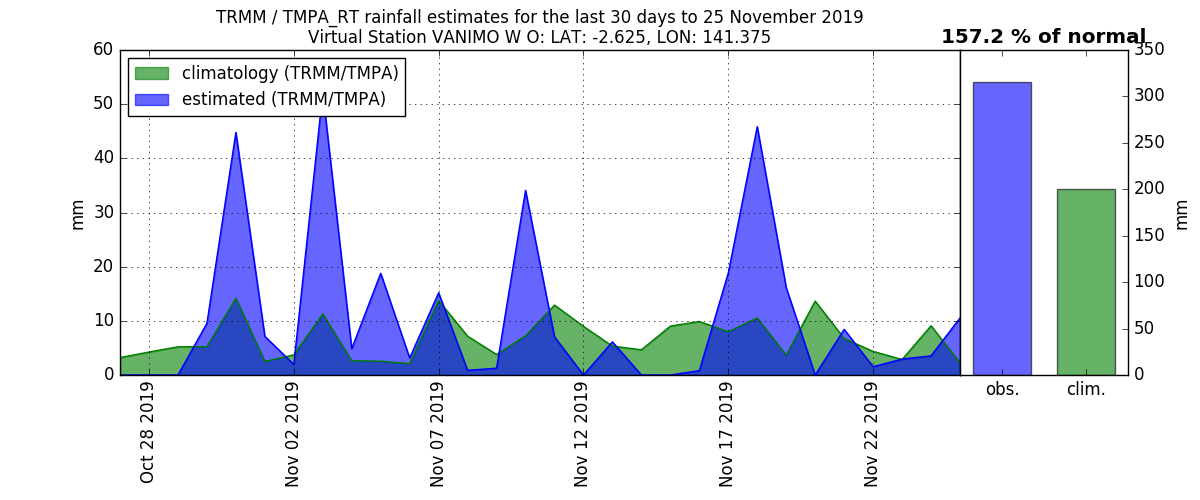 TRMM / TMPA_RT rainfall estimates for the last 30 days to 25 November 2019
Virtual Station VANIMO W O: LAT: -2.625, LON: 141.375
157.2 % of normal
climatology (TRMM/TMPA)
estimated (TRMM/TMPA)
60
50
40
30
20
10
0
mm
Oct 28 2019
Nov 02 2019
Nov 07 2019
Nov 12 2019
Nov 17 2019
Nov 22 2019
350
300
250
200
150
100
50
0
mm
obs.
clim.